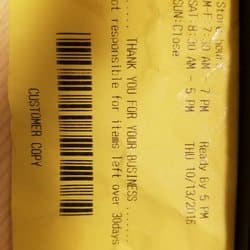 Store hours
M-F 7:30 AM - 7 PM Ready By 5 PM
SAT 8:30 AM - 5 PM THU 10/13/2016
SUN:Close
THANK YOU FOR YOUR BUSINESS
responsible for items left over 30days
CUSTOMER COPY